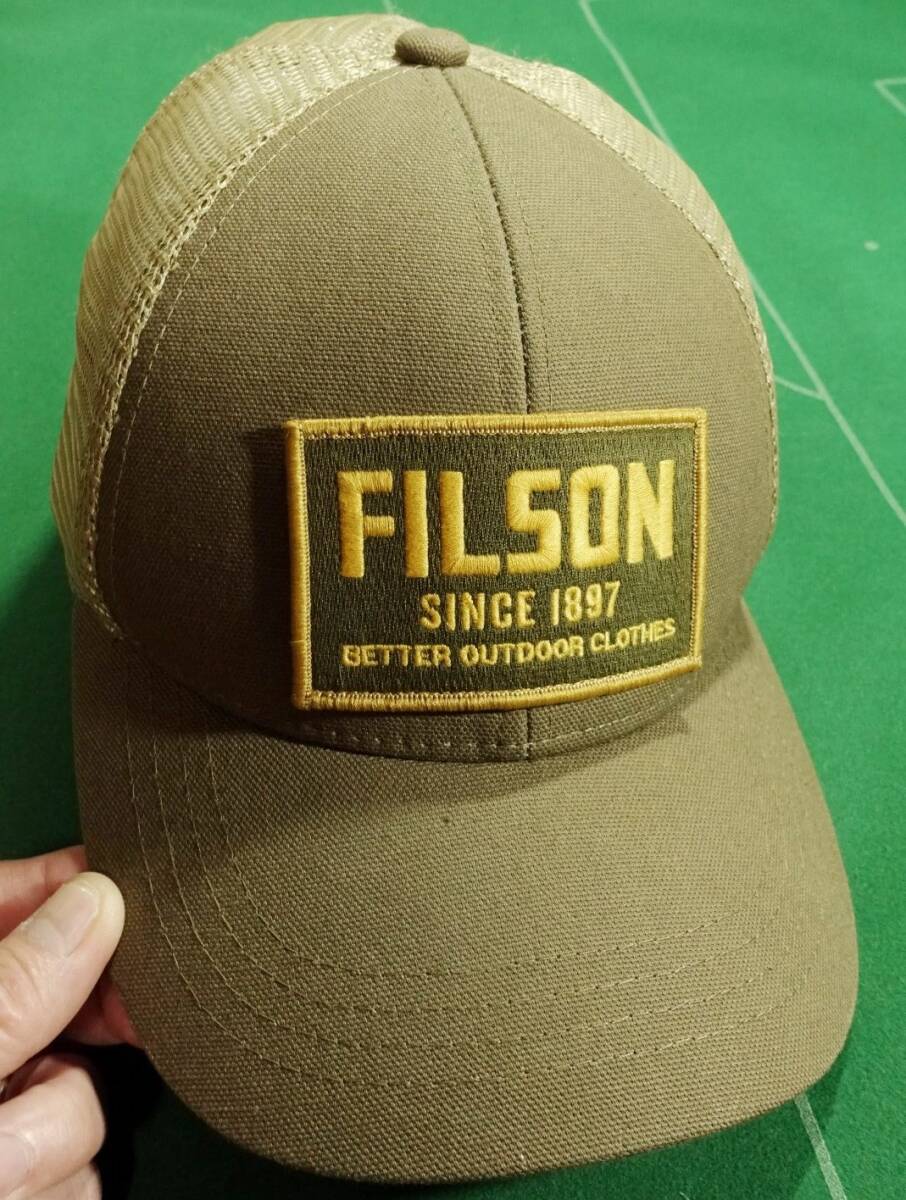 FILSON
SINCE 1897
BETTER OUTDOOR CLOTHES